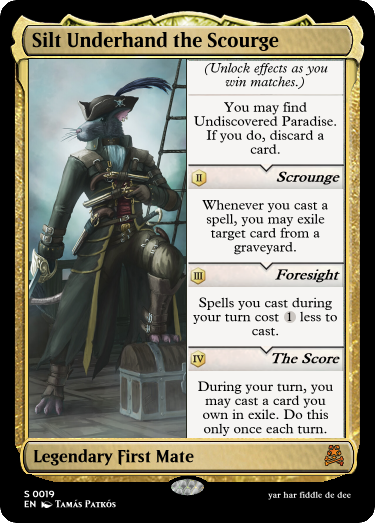 Silt Underhand the Scourge
(Unlock effects as you
win matches.)
You may find
Undiscovered Paradise.
If you do, discard a
card.
II Scrounge
Whenever you cast a
spell, you may exile
target card from a
graveyard.
III Foresight
Spells you cast during
your turn cost 1 less to
cast.
IV The Score
During your turn, you
may cast a card you
own in exile. Do this
only once each turn.
Legendary First Mate
S 0019
EN Tamás Patkós
yar har fiddle de dee